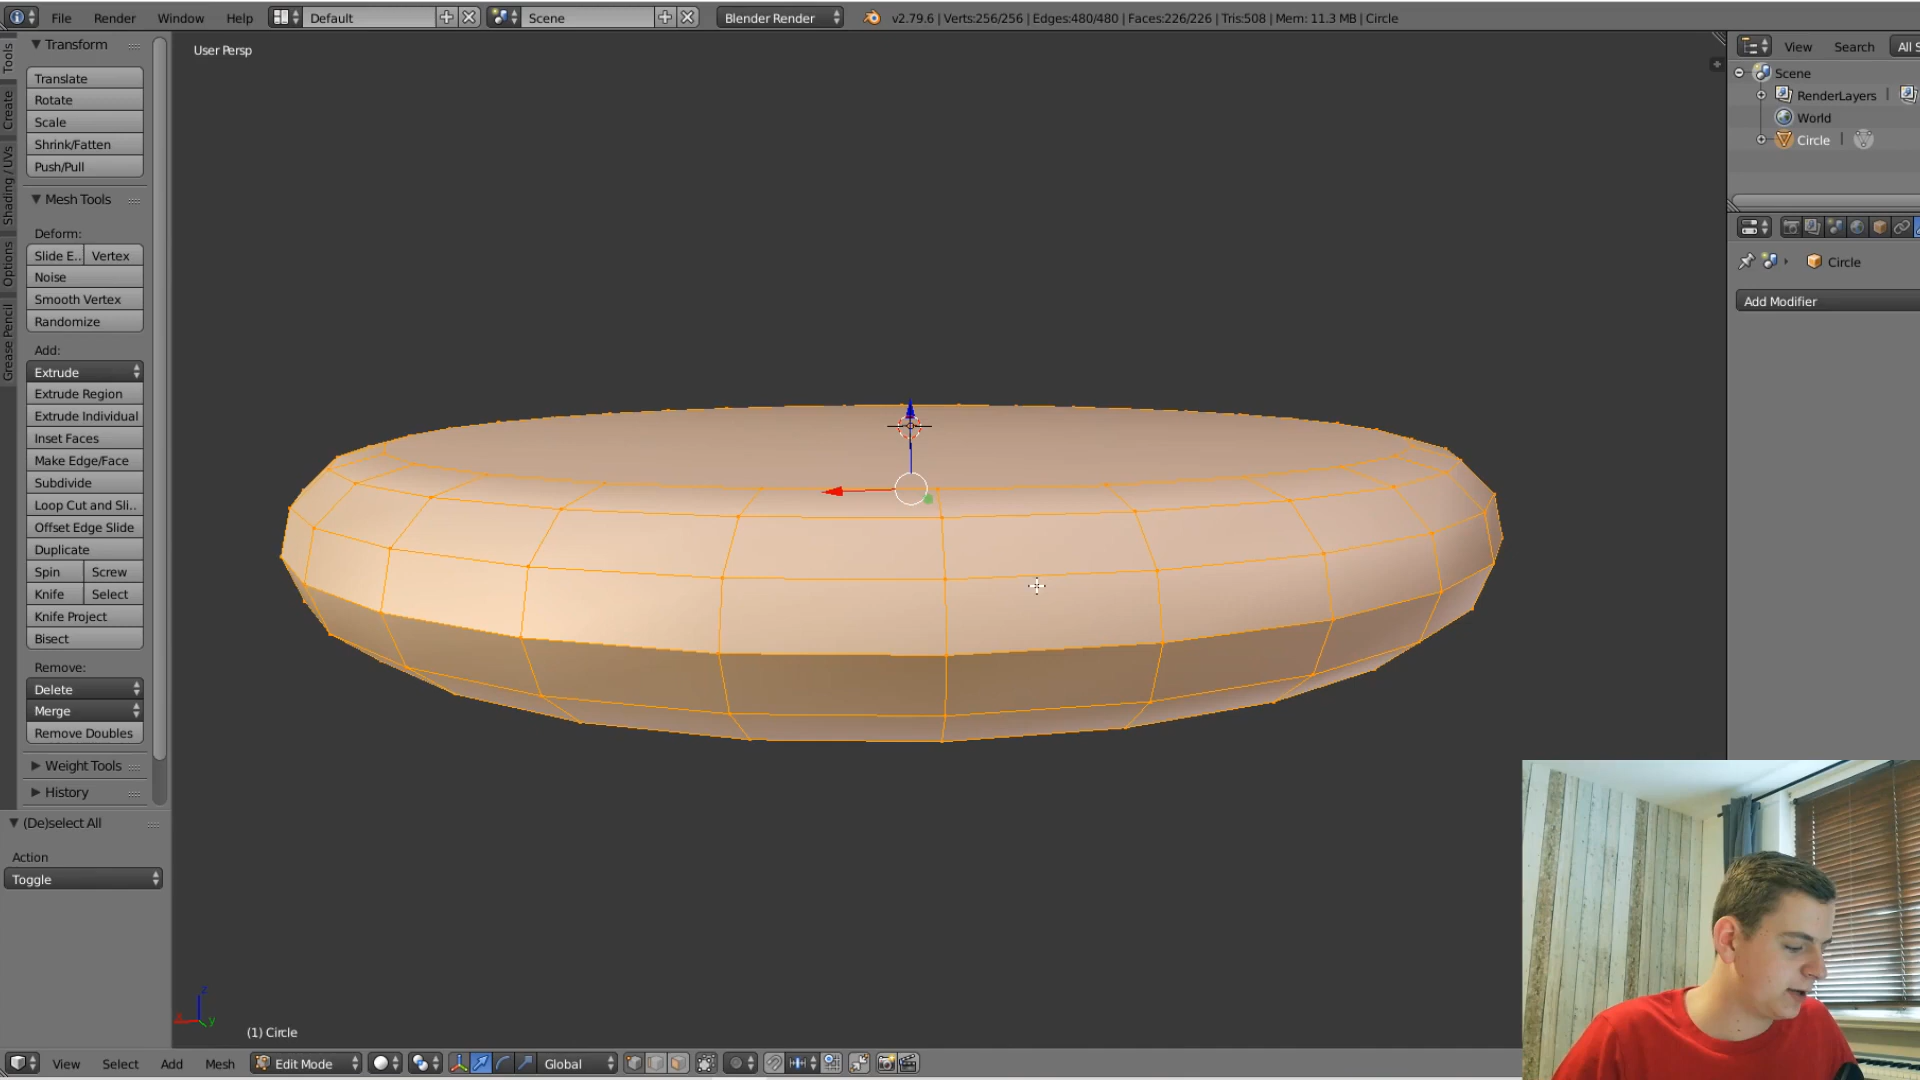 File Render Window Help Default Scene Blender Render v2.79.6 | Verts:256/256 | Edges:480/480 | Faces:226/226 | Tris:508 | Mem: 11.3 MB | Circle
Tools
Create
Shading / UVs
Options
Grease Pencil
Transform
Translate
Rotate
Scale
Shrink/Fatten
Push/Pull
Mesh Tools
Deform:
Slide E.. Vertex
Noise
Smooth Vertex
Randomize
Add:
Extrude
Extrude Region
Extrude Individual
Inset Faces
Make Edge/Face
Subdivide
Loop Cut and Sli..
Offset Edge Slide
Duplicate
Spin Screw
Knife Select
Knife Project
Bisect
Remove:
Delete
Merge
Remove Doubles
Weight Tools
History
(De)select All
Action
Toggle
User Persp
z
x
y
(1) Circle
View Select Add Mesh Edit Mode Global
View Search All S
Scene
RenderLayers |
World
Circle |
Circle
Add Modifier